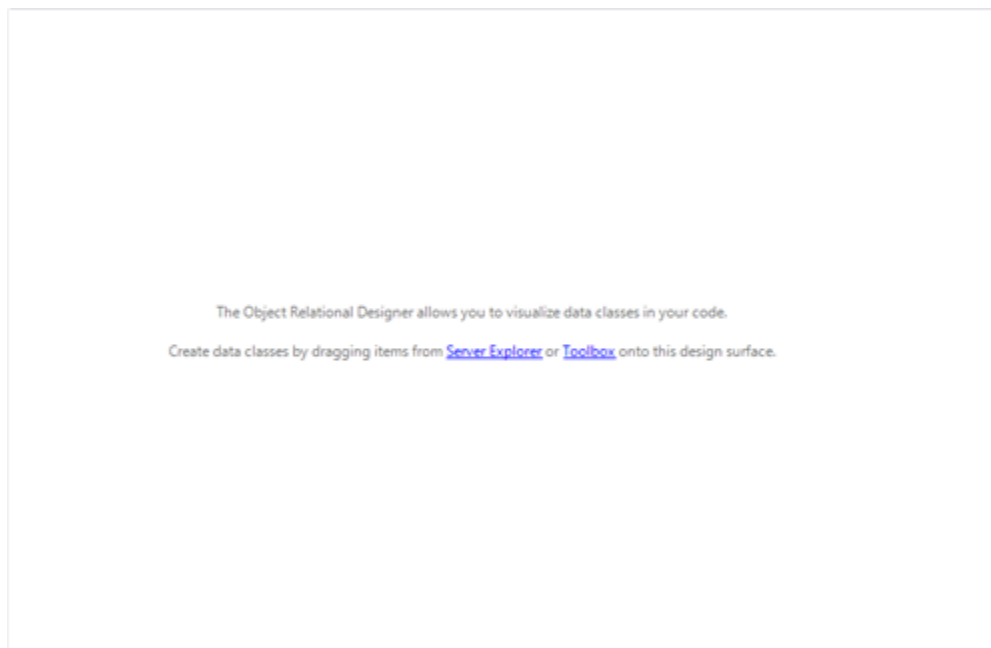 The Object Relational Designer allows you to visualize data classes in your code.
Create data classes by dragging items from Server Explorer or Toolbox onto this design surface.